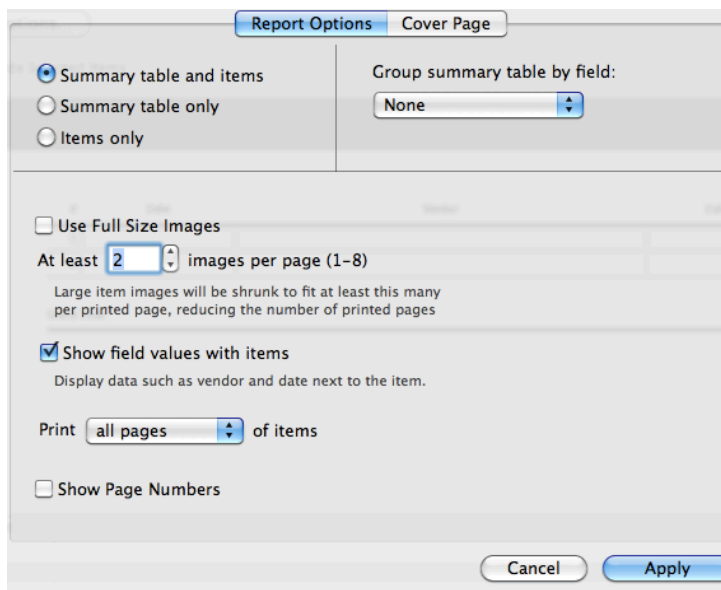 Report Options
Cover Page
Summary table and items
Summary table only
Items only
Group summary table by field:
None
Use Full Size Images
At least 2 images per page (1-8)
Large item images will be shrunk to fit at least this many
per printed page, reducing the number of printed pages
Show field values with items
Display data such as vendor and date next to the item.
Print all pages of items
Show Page Numbers
Cancel
Apply